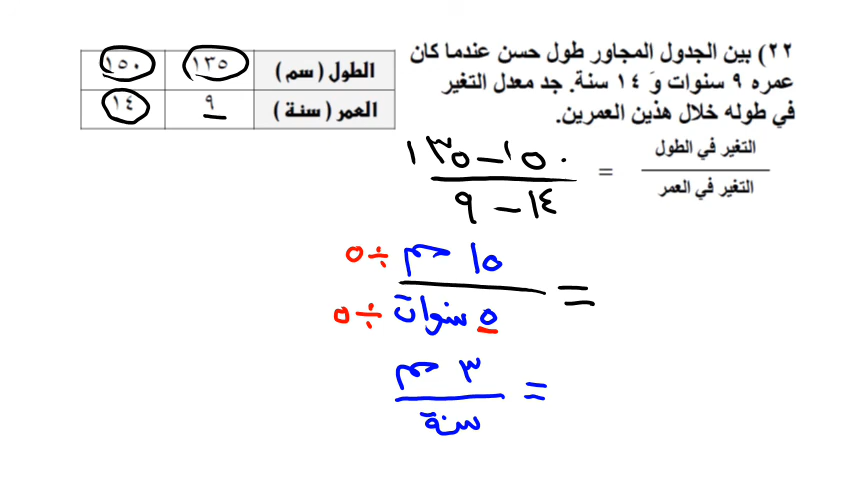 ٢٢) بين الجدول المجاور طول حسن عندما كان
عمره ٩ سنوات وَ ١٤ سنة. جد معدل التغير
في طوله خلال هذين العمرين.
الطول ( سم ) ١٣٥ ١٥٠
العمر ( سنة ) ٩ ١٤
التغير في الطول
التغير في العمر
=
١٥٠ – ١٣٥
١٤ – ٩
=
١٥ سم ÷ ٥
٥ سنوات ÷ ٥
=
٣ سم
سنة